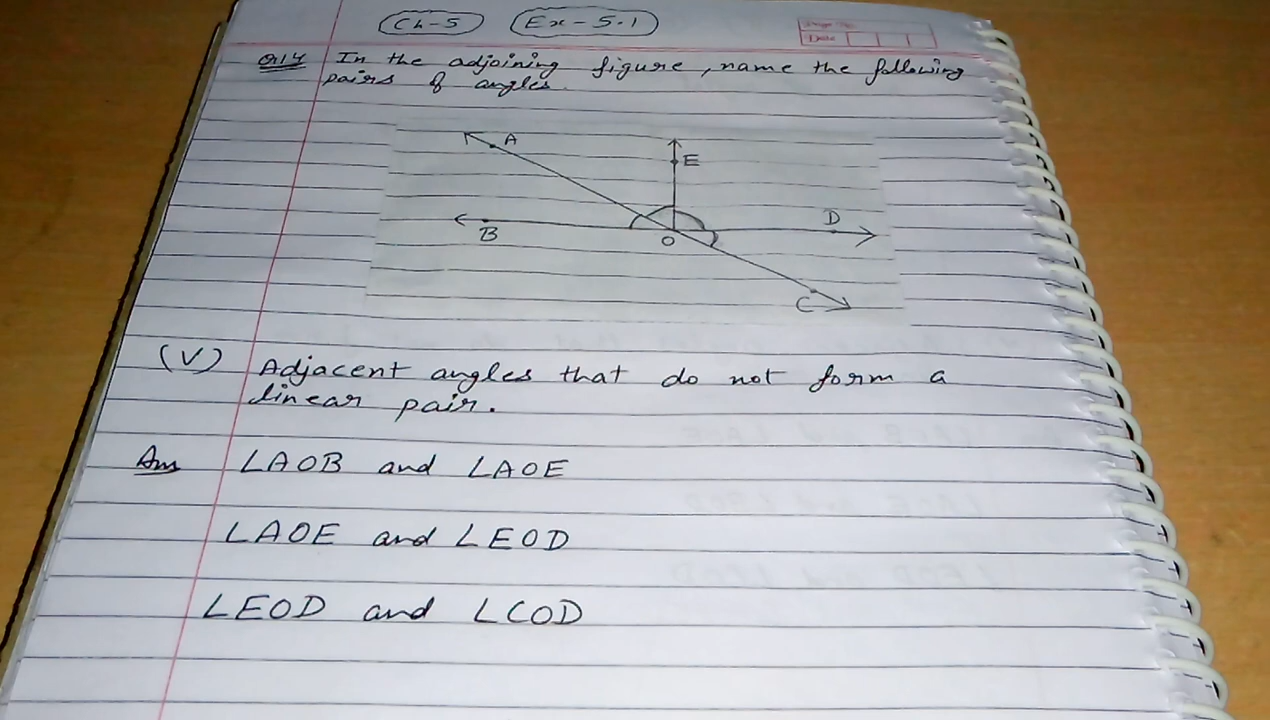 Ch-5 Ex-5.1
Date
Q14 In the adjoining figure, name the following
pairs of angles.
A
E
D
B
O
C
(V) Adjacent angles that do not form a
linear pair.
Ans ∠AOB and ∠AOE
∠AOE and ∠EOD
∠EOD and ∠COD